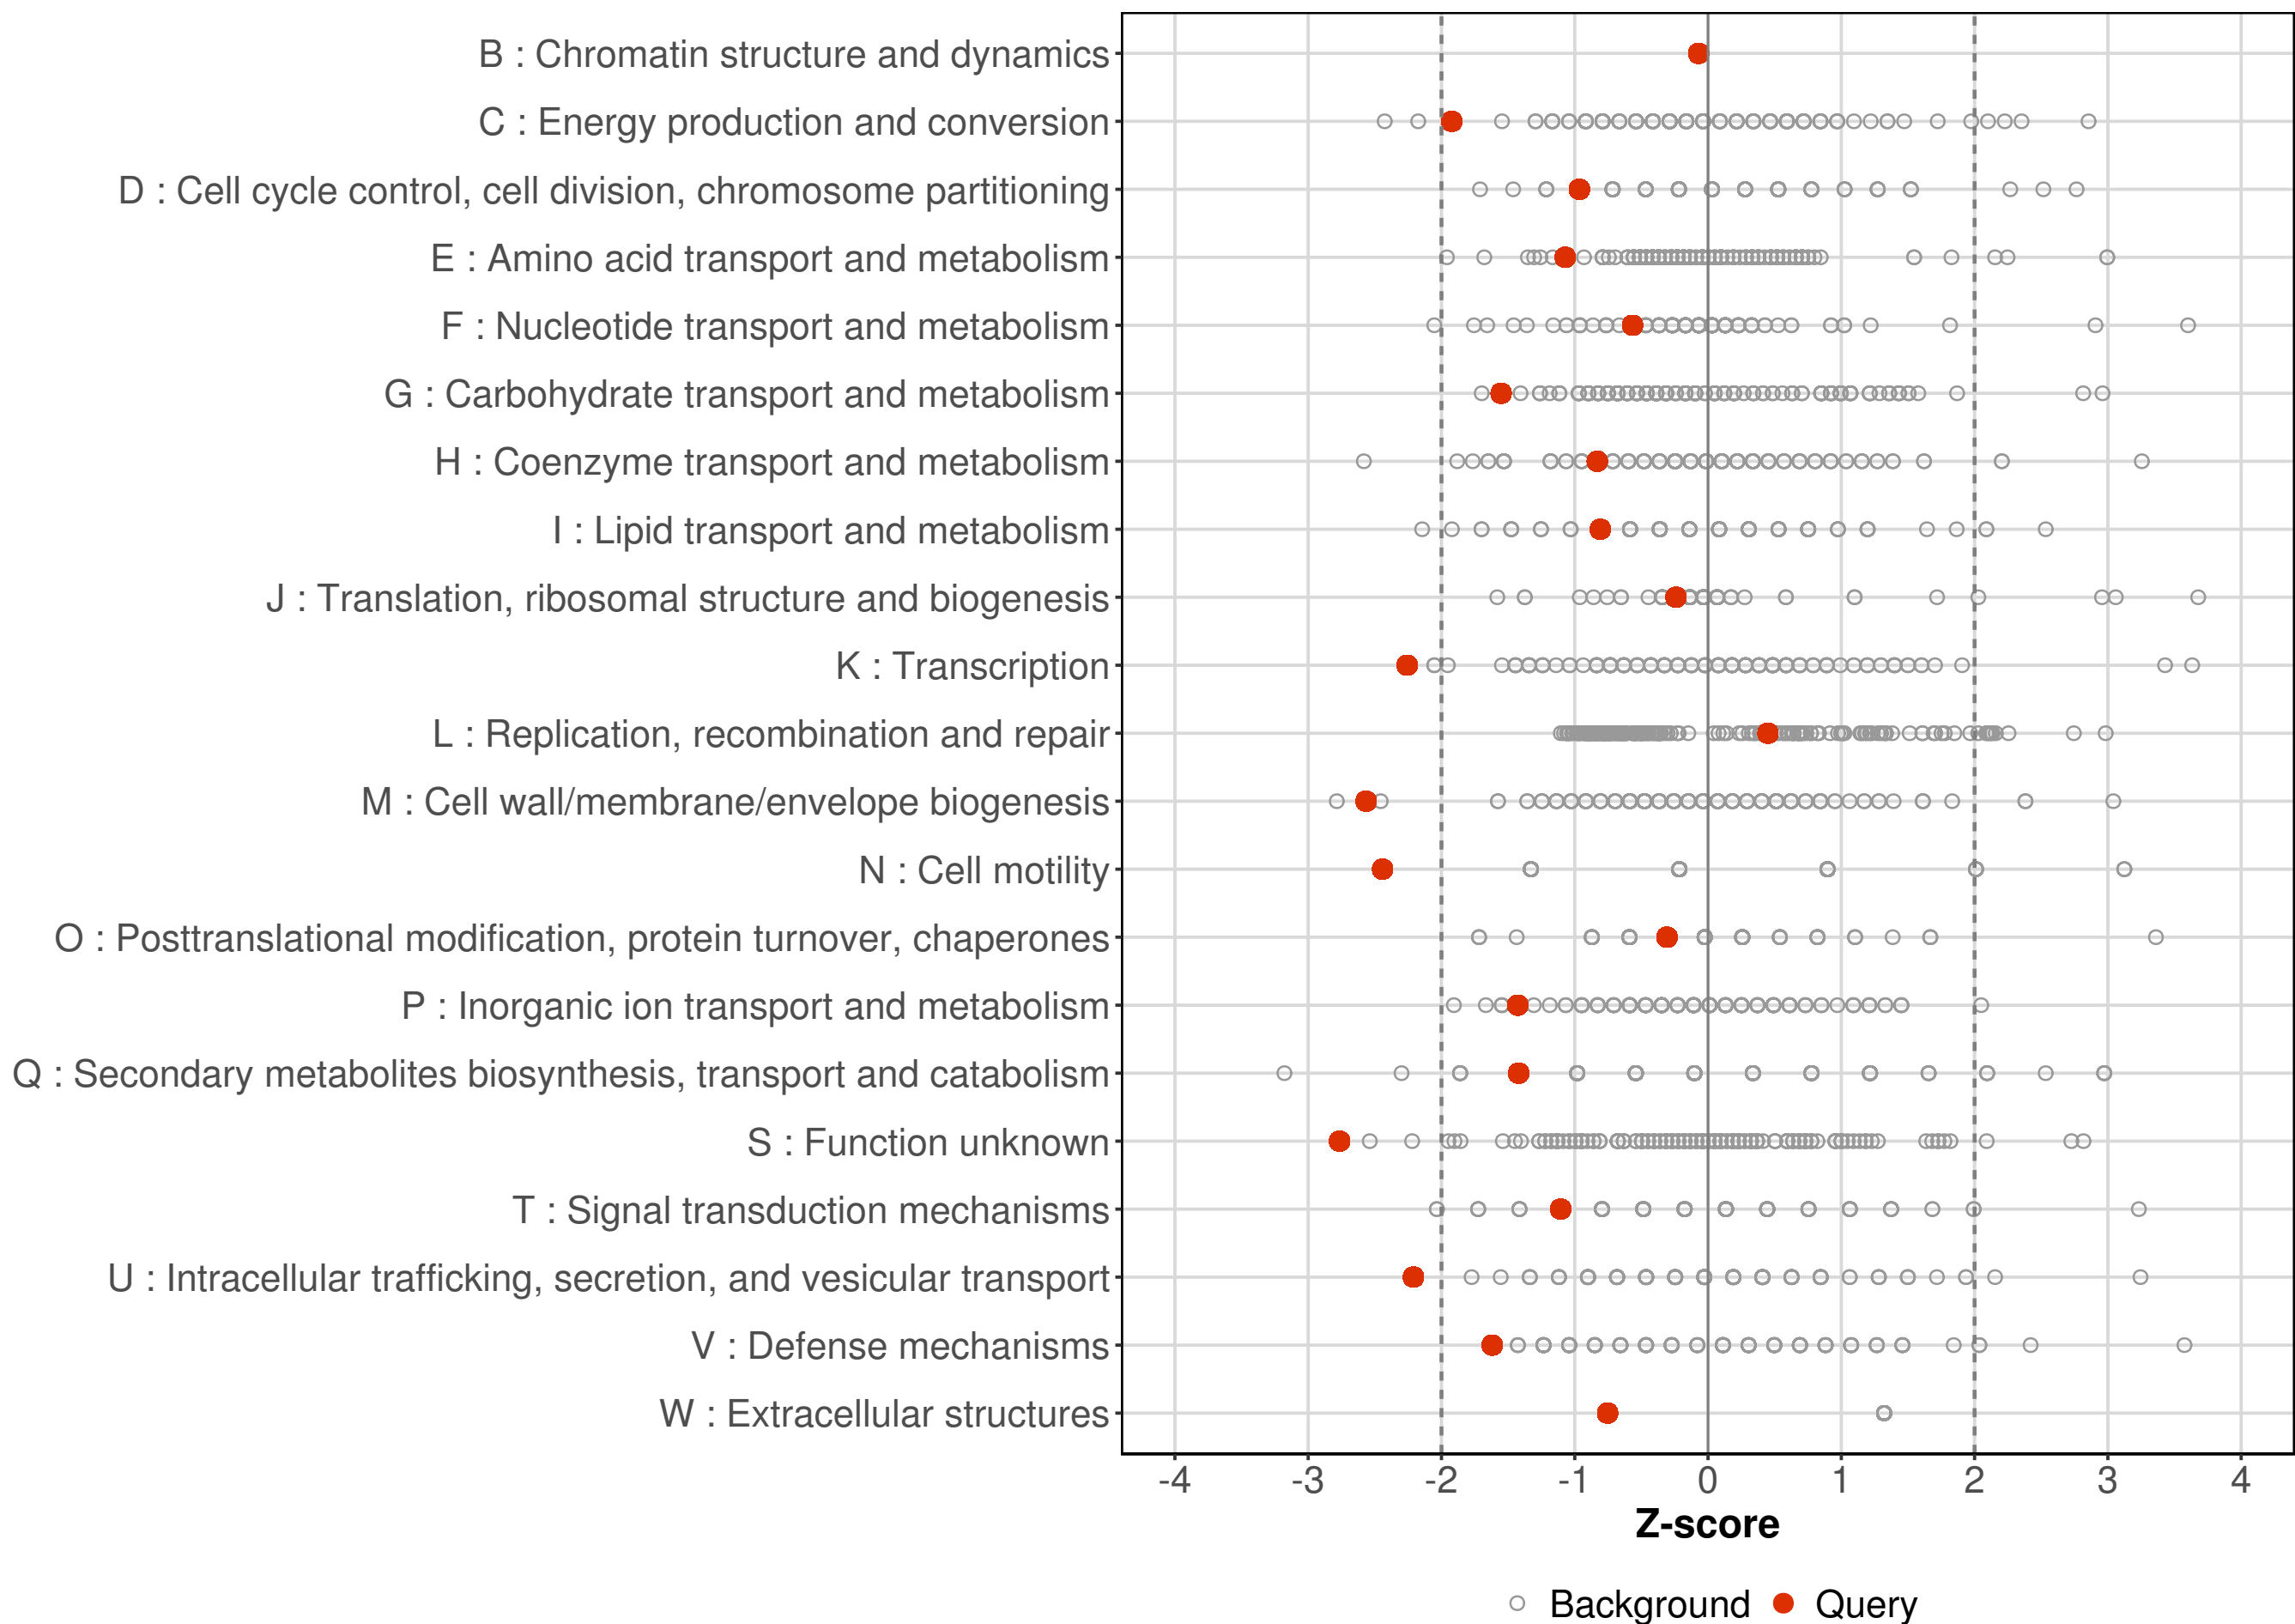 B : Chromatin structure and dynamics
C : Energy production and conversion
D : Cell cycle control, cell division, chromosome partitioning
E : Amino acid transport and metabolism
F : Nucleotide transport and metabolism
G : Carbohydrate transport and metabolism
H : Coenzyme transport and metabolism
I : Lipid transport and metabolism
J : Translation, ribosomal structure and biogenesis
K : Transcription
L : Replication, recombination and repair
M : Cell wall/membrane/envelope biogenesis
N : Cell motility
O : Posttranslational modification, protein turnover, chaperones
P : Inorganic ion transport and metabolism
Q : Secondary metabolites biosynthesis, transport and catabolism
S : Function unknown
T : Signal transduction mechanisms
U : Intracellular trafficking, secretion, and vesicular transport
V : Defense mechanisms
W : Extracellular structures
-4 -3 -2 -1 0 1 2 3 4
Z-score
Background Query